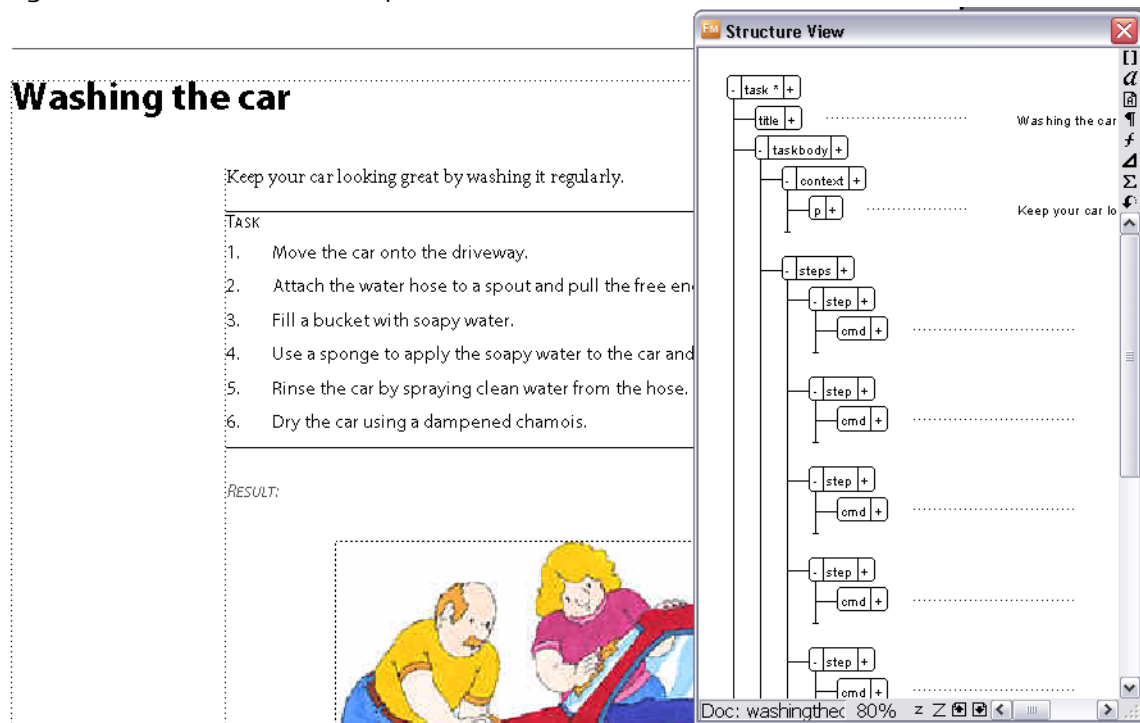 Washing the car
Keep your car looking great by washing it regularly.
TASK
1. Move the car onto the driveway.
2. Attach the water hose to a spout and pull the free en
3. Fill a bucket with soapy water.
4. Use a sponge to apply the soapy water to the car and
5. Rinse the car by spraying clean water from the hose.
6. Dry the car using a dampened chamois.
RESULT:
FM Structure View
- task * +
title + Washing the car
- taskbody +
- context +
p + Keep your car lo
- steps +
- step +
cmd +
- step +
cmd +
- step +
cmd +
- step +
cmd +
- step +
cmd +
Doc: washingthec 80% z Z